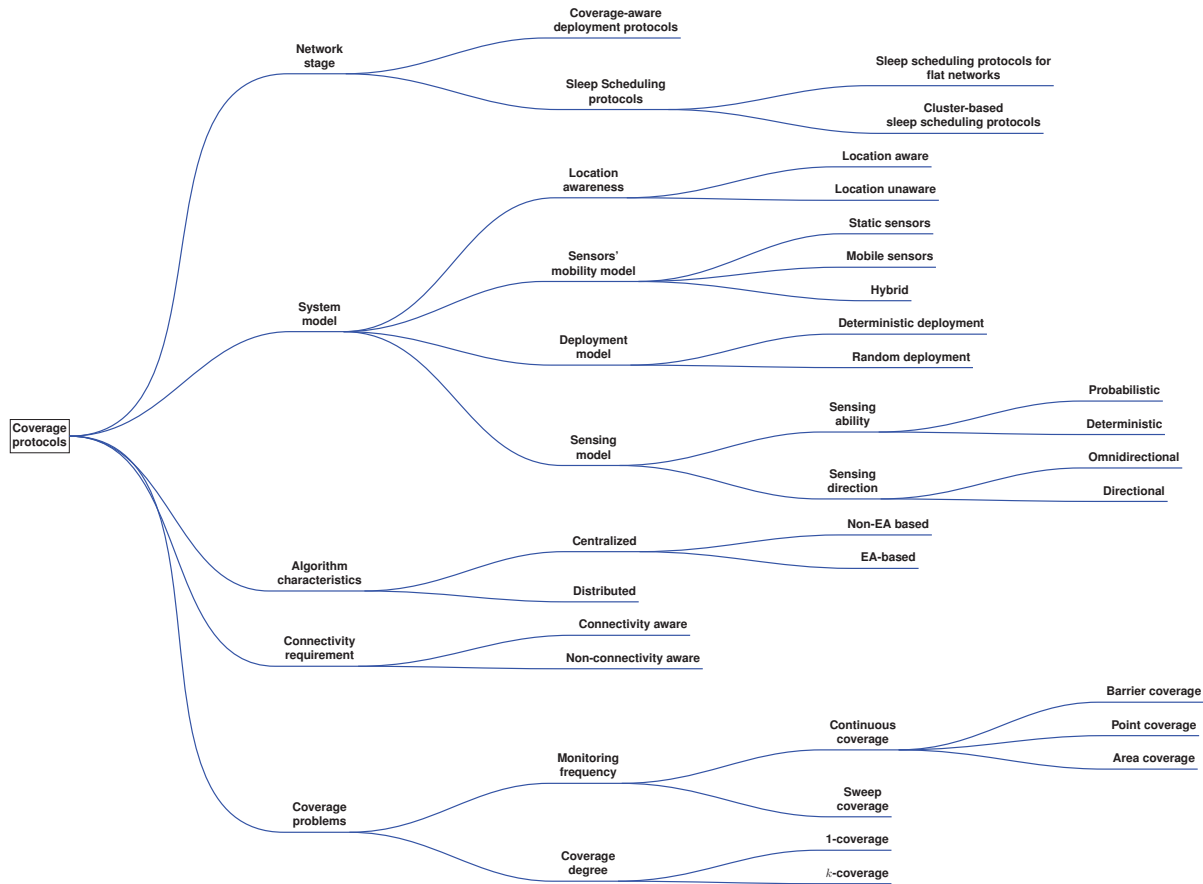 Coverage
protocols
Network
stage
Coverage-aware
deployment protocols
Sleep Scheduling
protocols
Sleep scheduling protocols for
flat networks
Cluster-based
sleep scheduling protocols
System
model
Location
awareness
Location aware
Location unaware
Sensors'
mobility model
Static sensors
Mobile sensors
Hybrid
Deployment
model
Deterministic deployment
Random deployment
Sensing
model
Sensing
ability
Probabilistic
Deterministic
Sensing
direction
Omnidirectional
Directional
Algorithm
characteristics
Centralized
Non-EA based
EA-based
Distributed
Connectivity
requirement
Connectivity aware
Non-connectivity aware
Coverage
problems
Monitoring
frequency
Continuous
coverage
Barrier coverage
Point coverage
Area coverage
Sweep
coverage
Coverage
degree
1-coverage
k-coverage